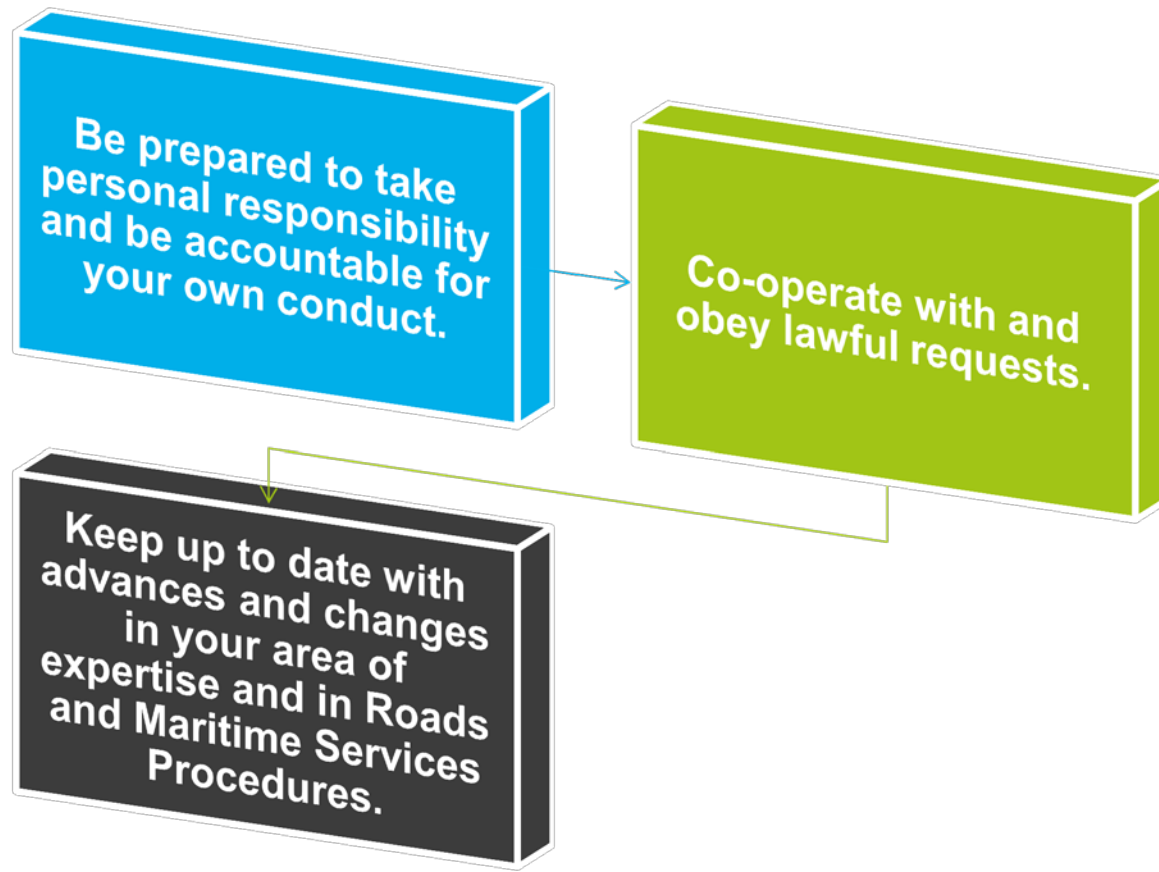 Be prepared to take
personal responsibility
and be accountable for
your own conduct.
Co-operate with and
obey lawful requests.
Keep up to date with
advances and changes
in your area of
expertise and in Roads
and Maritime Services
Procedures.